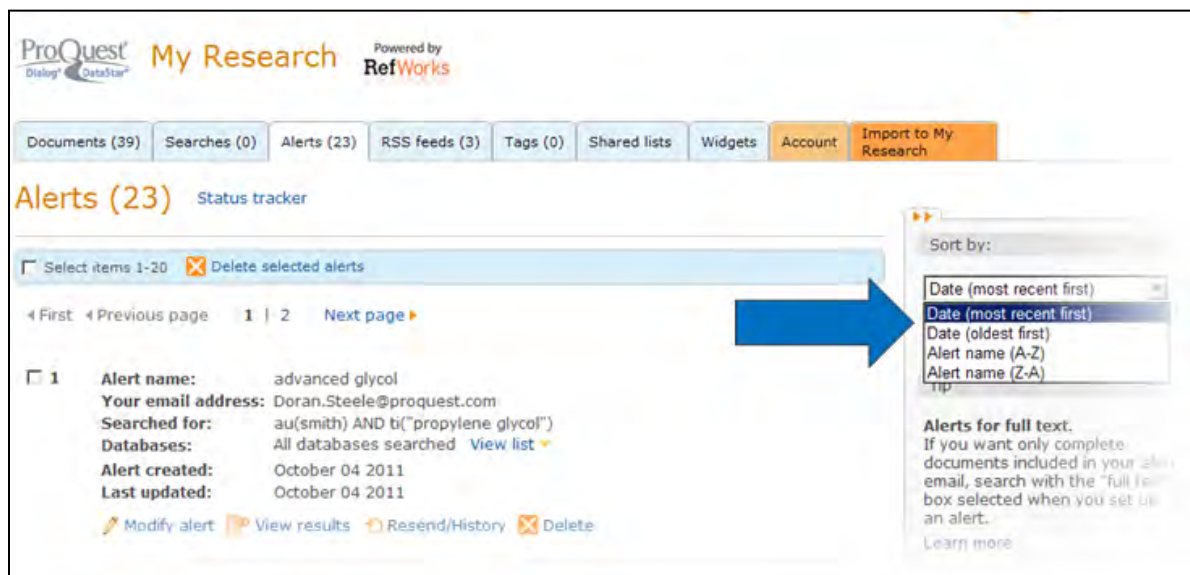 ProQuest
Dialog® DataStar®
My Research
Powered by
RefWorks
Documents (39) Searches (0) Alerts (23) RSS feeds (3) Tags (0) Shared lists Widgets Account Import to My Research
Alerts (23) Status tracker
Select items 1-20 Delete selected alerts
First Previous page 1 | 2 Next page
1 Alert name: advanced glycol
Your email address: Doran.Steele@proquest.com
Searched for: au(smith) AND ti("propylene glycol")
Databases: All databases searched View list
Alert created: October 04 2011
Last updated: October 04 2011
Modify alert View results Resend/History Delete
Sort by:
Date (most recent first)
Date (most recent first)
Date (oldest first)
Alert name (A-Z)
Alert name (Z-A)
Tip
Alerts for full text.
If you want only complete
documents included in your
email, search with the "full
box selected when you set
an alert.
Learn more